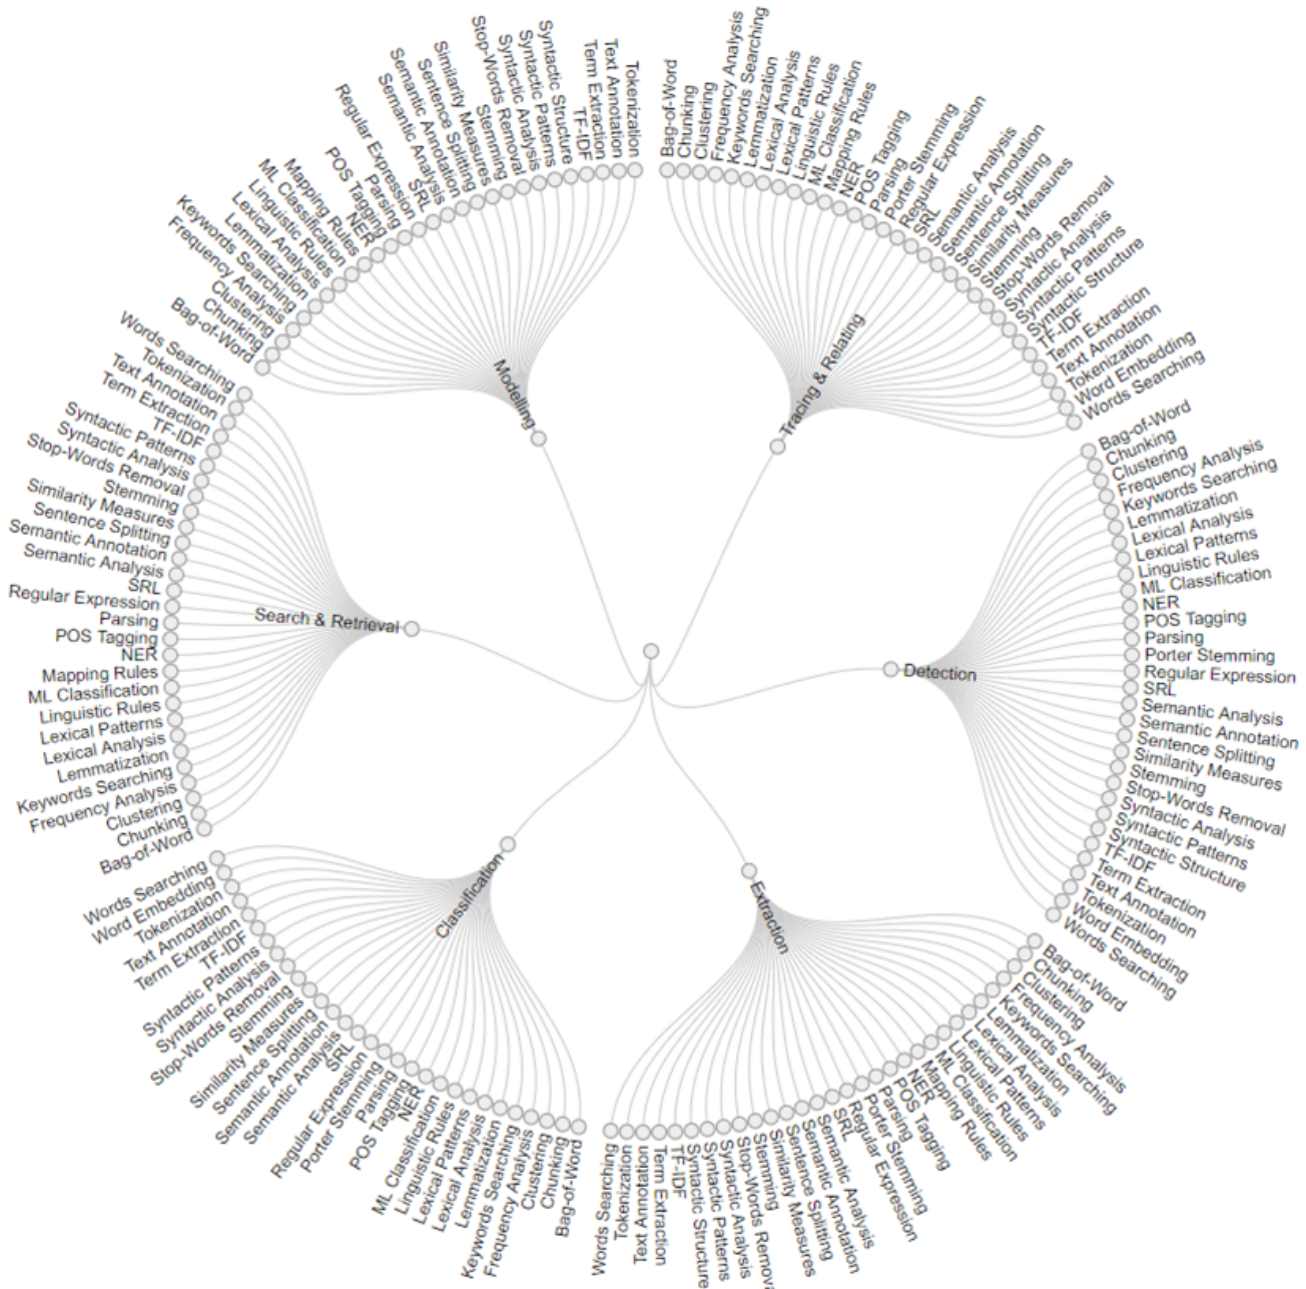 Modelling
Bag-of-Word
Chunking
Clustering
Frequency Analysis
Keywords Searching
Lemmatization
Lexical Analysis
Linguistic Rules
ML Classification
Mapping Rules
NER
POS Tagging
Parsing
Regular Expression
SRL
Semantic Analysis
Semantic Annotation
Sentence Splitting
Similarity Measures
Stemming
Stop-Words Removal
Syntactic Analysis
Syntactic Patterns
Syntactic Structure
TF-IDF
Term Extraction
Text Annotation
Tokenization
Tracing & Relating
Bag-of-Word
Chunking
Clustering
Frequency Analysis
Keywords Searching
Lemmatization
Lexical Analysis
Lexical Patterns
Linguistic Rules
ML Classification
Mapping Rules
NER
POS Tagging
Parsing
Porter Stemming
Regular Expression
SRL
Semantic Analysis
Semantic Annotation
Sentence Splitting
Similarity Measures
Stemming
Stop-Words Removal
Syntactic Analysis
Syntactic Patterns
Syntactic Structure
TF-IDF
Term Extraction
Text Annotation
Tokenization
Word Embedding
Words Searching
Detection
Bag-of-Word
Chunking
Clustering
Frequency Analysis
Keywords Searching
Lemmatization
Lexical Analysis
Lexical Patterns
Linguistic Rules
ML Classification
NER
POS Tagging
Parsing
Porter Stemming
Regular Expression
SRL
Semantic Analysis
Semantic Annotation
Sentence Splitting
Similarity Measures
Stemming
Stop-Words Removal
Syntactic Analysis
Syntactic Patterns
Syntactic Structure
TF-IDF
Term Extraction
Text Annotation
Tokenization
Word Embedding
Words Searching
Extraction
Bag-of-Word
Chunking
Clustering
Frequency Analysis
Keywords Searching
Lemmatization
Lexical Analysis
Lexical Patterns
Linguistic Rules
ML Classification
Mapping Rules
NER
POS Tagging
Parsing
Porter Stemming
Regular Expression
SRL
Semantic Analysis
Semantic Annotation
Sentence Splitting
Similarity Measures
Stemming
Stop-Words Remova
Syntactic Analysis
Syntactic Patterns
Syntactic Structure
TF-IDF
Term Extraction
Text Annotation
Tokenization
Words Searching
Classification
Bag-of-Word
Chunking
Clustering
Frequency Analysis
Keywords Searching
Lemmatization
Lexical Analysis
Lexical Patterns
Linguistic Rules
ML Classification
NER
POS Tagging
Parsing
Porter Stemming
Regular Expression
SRL
Semantic Analysis
Semantic Annotation
Sentence Splitting
Similarity Measures
Stemming
Stop-Words Removal
Syntactic Analysis
Syntactic Patterns
TF-IDF
Term Extraction
Text Annotation
Tokenization
Word Embedding
Words Searching
Search & Retrieval
Bag-of-Word
Chunking
Clustering
Frequency Analysis
Keywords Searching
Lemmatization
Lexical Analysis
Lexical Patterns
Linguistic Rules
ML Classification
Mapping Rules
NER
POS Tagging
Parsing
Regular Expression
SRL
Semantic Analysis
Semantic Annotation
Sentence Splitting
Similarity Measures
Stemming
Stop-Words Removal
Syntactic Analysis
Syntactic Patterns
TF-IDF
Term Extraction
Text Annotation
Tokenization
Words Searching